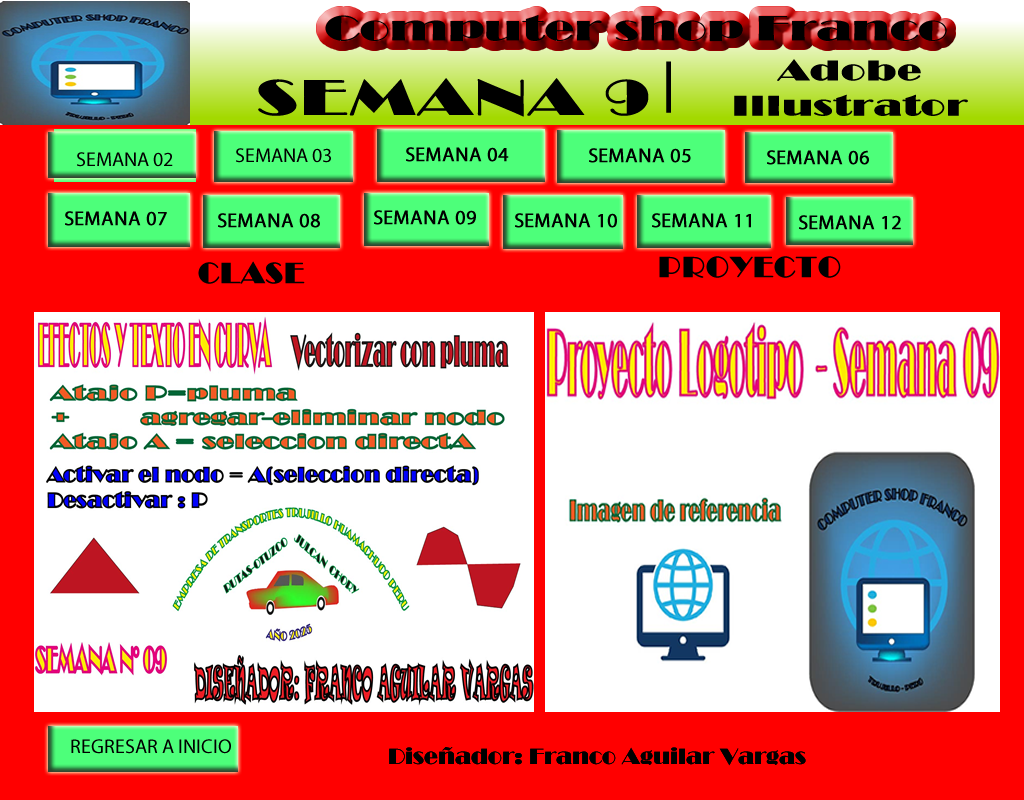 COMPUTER SHOP FRANCO
TRUJILLO - PERÚ
Computer shop Franco
SEMANA 9
Adobe
Illustrator
SEMANA 02
SEMANA 03
SEMANA 04
SEMANA 05
SEMANA 06
SEMANA 07
SEMANA 08
SEMANA 09
SEMANA 10
SEMANA 11
SEMANA 12
CLASE
PROYECTO
EFECTOS Y TEXTO EN CURVA
Vectorizar con pluma
Atajo P=pluma
+ agregar-eliminar nodo
Atajo A = seleccion directA
Activar el nodo = A(seleccion directa)
Desactivar : P
EMPRESA DE TRANSPORTES TRUJILLO HUAMACHUCO PERU
RUTAS-OTUZCO JULCAN CHORY
AÑO 2025
SEMANA Nº 09
DISEÑADOR: FRANCO AGUILAR VARGAS
Proyecto Logotipo - Semana 09
Imagen de referencia
COMPUTER SHOP FRANCO
TRUJILLO - PERÚ
REGRESAR A INICIO
Diseñador: Franco Aguilar Vargas